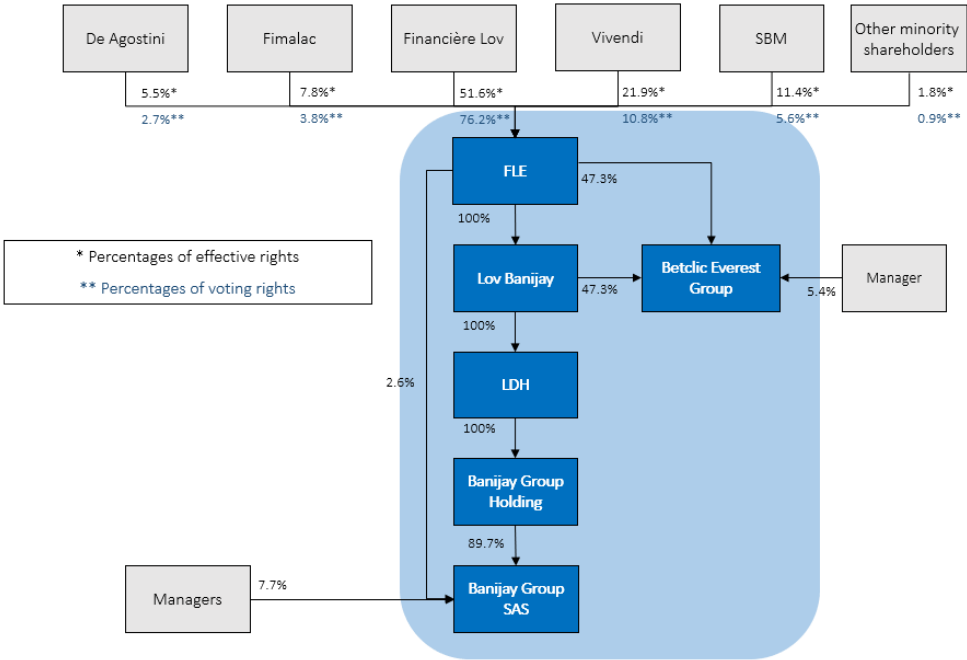 De Agostini
Fimalac
Financière Lov
Vivendi
SBM
Other minority
shareholders
5.5%*
7.8%*
51.6%*
21.9%*
11.4%*
1.8%*
2.7%**
3.8%**
76.2%**
10.8%**
5.6%**
0.9%**
FLE
47.3%
100%
* Percentages of effective rights
** Percentages of voting rights
Lov Banijay
47.3%
Betclic Everest
Group
5.4%
Manager
100%
2.6%
LDH
100%
Banijay Group
Holding
89.7%
Managers
7.7%
Banijay Group
SAS